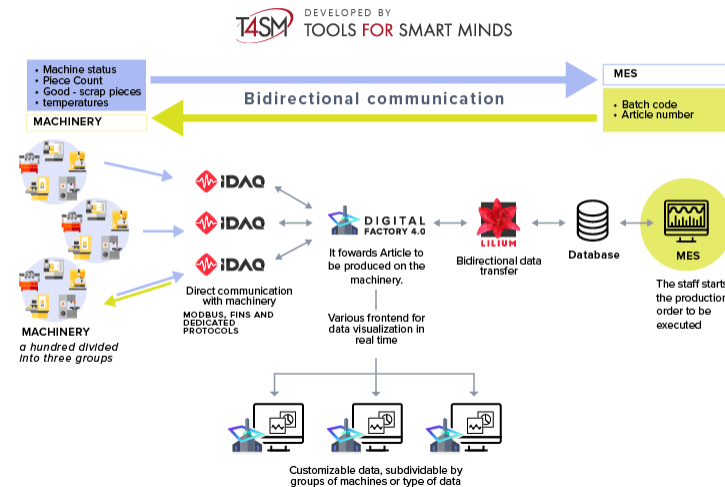 T4SM
DEVELOPED BY
TOOLS FOR SMART MINDS
• Machine status
• Piece Count
• Good - scrap pieces
• temperatures
MACHINERY
Bidirectional communication
MES
• Batch code
• Article number
iDAQ
iDAQ
iDAQ
Direct communication
with machinery
MODBUS, FINS AND
DEDICATED
PROTOCOLS
MACHINERY
a hundred divided
into three groups
DIGITAL
FACTORY 4.0
It fowards Article to
be produced on the
machinery.
Various frontend for
data visualization in
real time
LILIUM
Bidirectional data
transfer
Database
MES
The staff starts
the production
order to be
executed
Customizable data, subdividable by
groups of machines or type of data